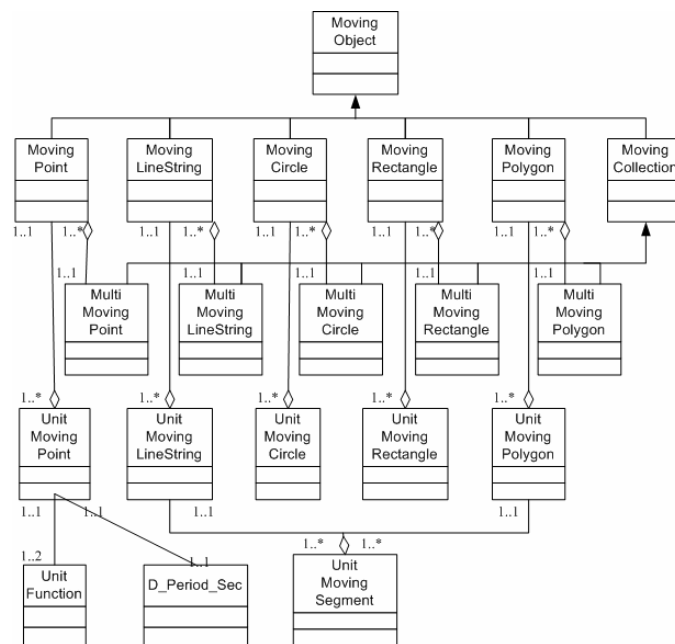 Moving
Object
Moving
Point
Moving
LineString
Moving
Circle
Moving
Rectangle
Moving
Polygon
Moving
Collection
1..1 1..* 1..1 1..* 1..1 1..* 1..1 1..* 1..1 1..*
1..1 1..1 1..1 1..1 1..1
Multi
Moving
Point
Multi
Moving
LineString
Multi
Moving
Circle
Multi
Moving
Rectangle
Multi
Moving
Polygon
1..* 1..* 1..* 1..* 1..*
Unit
Moving
Point
Unit
Moving
LineString
Unit
Moving
Circle
Unit
Moving
Rectangle
Unit
Moving
Polygon
1..1 1..1 1..1 1..1
1..* 1..*
1..2 1..1
Unit
Function
D_Period_Sec
Unit
Moving
Segment